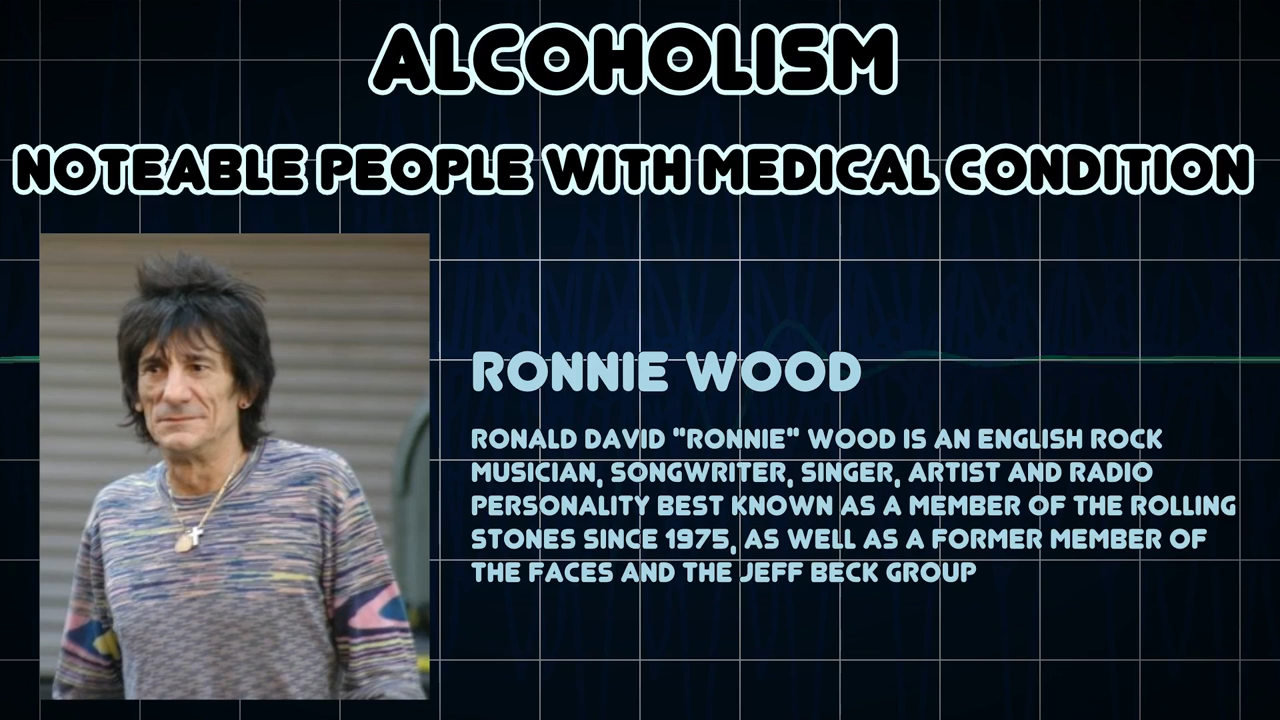 ALCOHOLISM
NOTEABLE PEOPLE WITH MEDICAL CONDITION
RONNIE WOOD
RONALD DAVID "RONNIE" WOOD IS AN ENGLISH ROCK
MUSICIAN, SONGWRITER, SINGER, ARTIST AND RADIO
PERSONALITY BEST KNOWN AS A MEMBER OF THE ROLLING
STONES SINCE 1975, AS WELL AS A FORMER MEMBER OF
THE FACES AND THE JEFF BECK GROUP